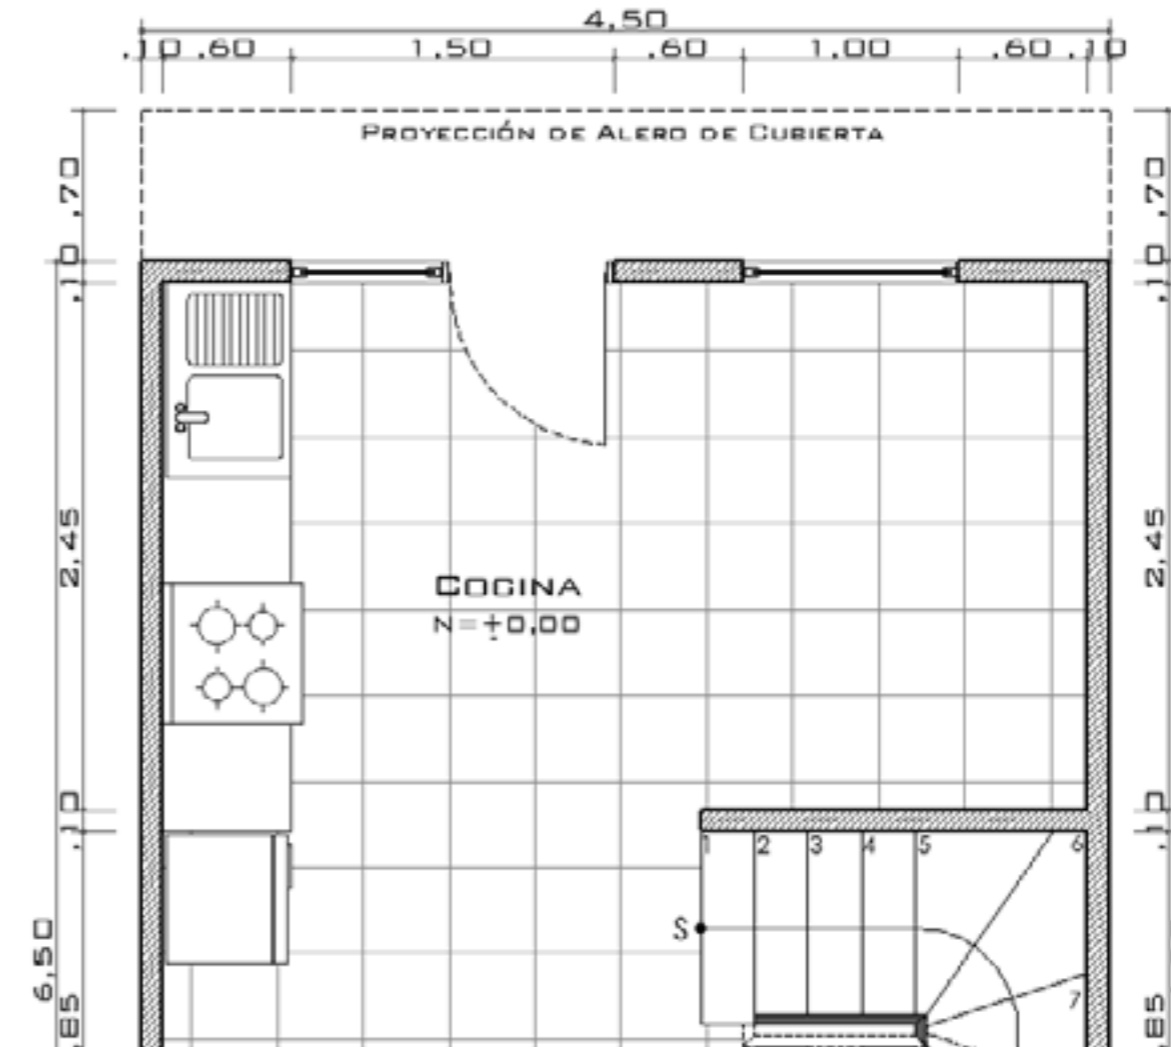 4,50
.10 .60 1.50 .60 1.00 .60 .10
PROYECCIÓN DE ALERO DE CUBIERTA
,70
,70
,10
,10
2,45
2,45
COCINA
N=±0,00
,10
,10
1 2 3 4 5 6
S
7
6,50
,85
,85